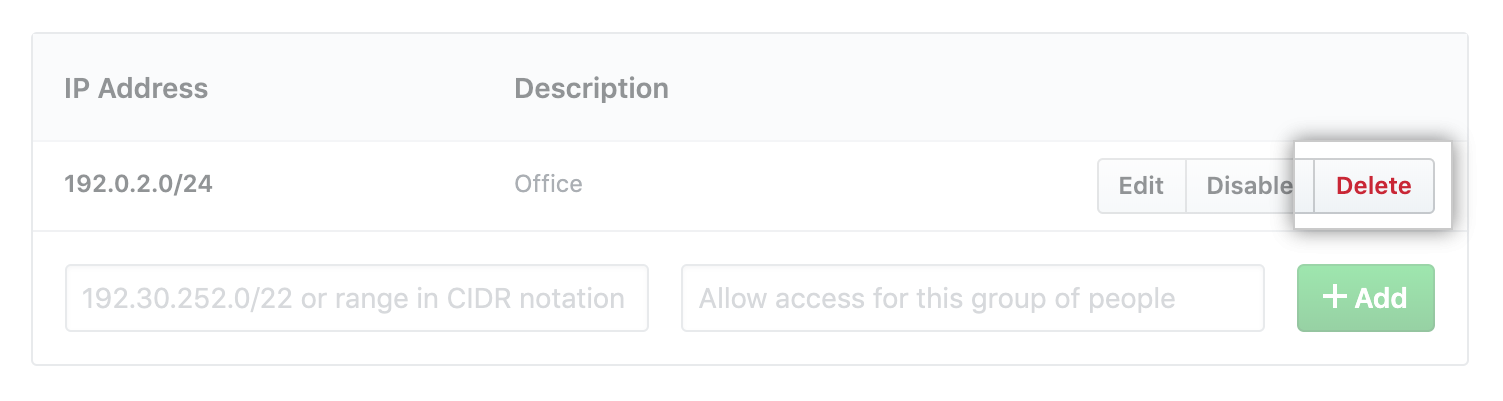 IP Address Description
192.0.2.0/24 Office Edit Disable Delete
192.30.252.0/22 or range in CIDR notation Allow access for this group of people + Add